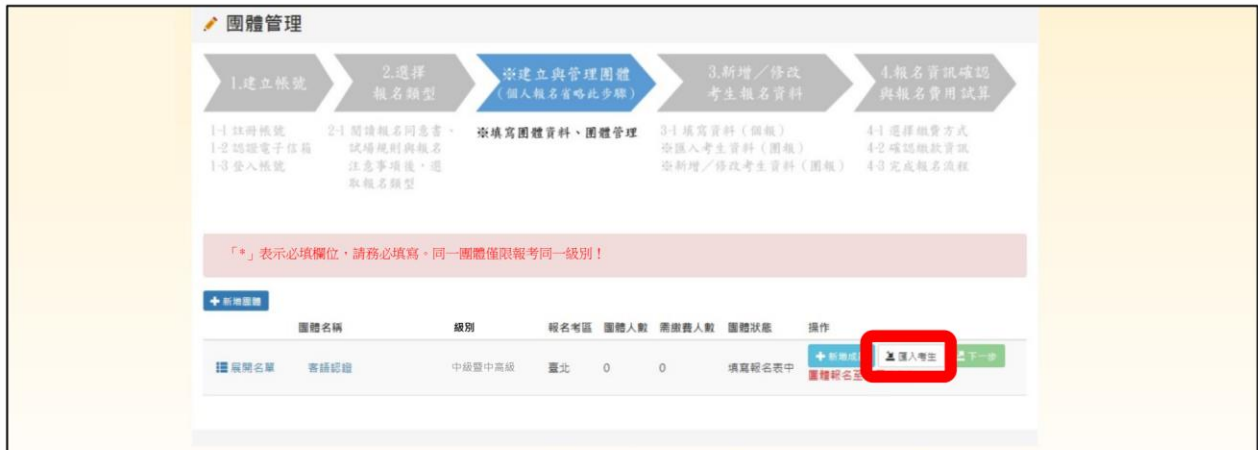 團體管理
1.建立帳號
2.選擇
報名類型
※建立與管理團體
(個人報名省略此步驟)
3.新增／修改
考生報名資料
4.報名資訊確認
與報名費用試算
1-1 註冊帳號
1-2 認證電子信箱
1-3 登入帳號
2-1 閱讀報名同意書、
試場規則與報名
注意事項後，選
取報名類型
※填寫團體資料、團體管理
3-1 填寫資料（個報）
※匯入考生資料（團報）
※新增／修改考生資料（團報）
4-1 選擇繳費方式
4-2 確認繳款資訊
4-3 完成報名流程
「*」表示必填欄位，請務必填寫。同一團體僅限報考同一級別！
新增團體
團體名稱 級別 報名考區 團體人數 需繳費人數 團體狀態 操作
展開名單 客語認證 中級暨中高級 臺北 0 0 填寫報名表中 新增成 匯入考生 下一步
團體報名至